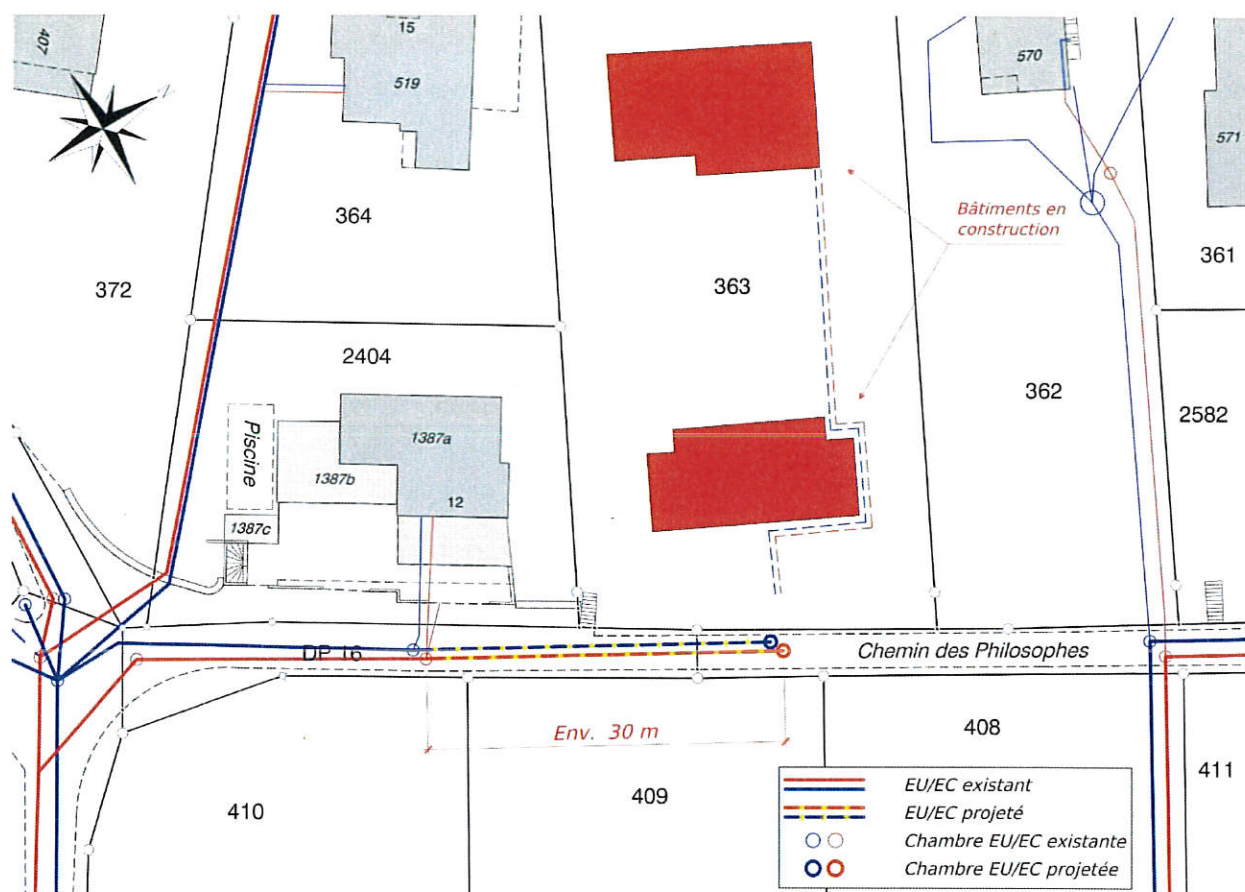 15
407
519
570
571
N
364
Bâtiments en
construction
361
372
363
2404
362
2582
Piscine
1387a
1387b
12
1387c
DP 16
Chemin des Philosophes
Env. 30 m
408
411
409
410
EU/EC existant
EU/EC projeté
Chambre EU/EC existante
Chambre EU/EC projetée